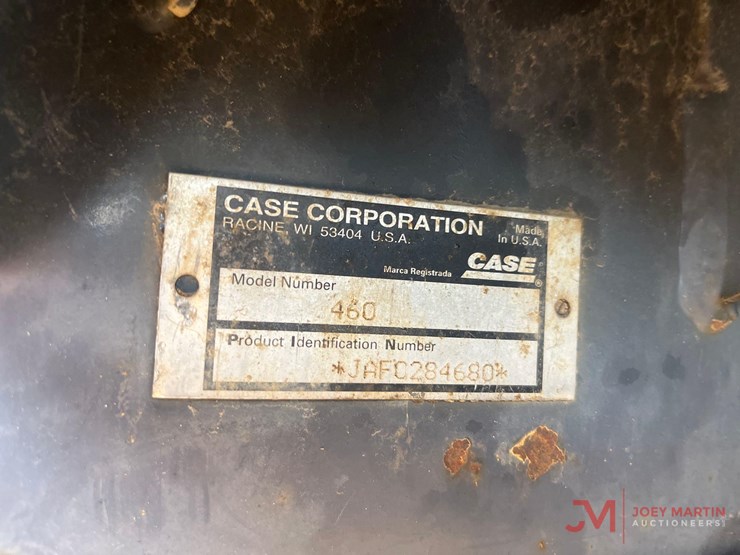 CASE CORPORATION
RACINE, WI 53404 U.S.A.
Made
In U.S.A.
Marca Registrada
CASE
®
Model Number
460
Product Identification Number
*JAF0284680*
JM JOEY MARTIN
AUCTIONEERS